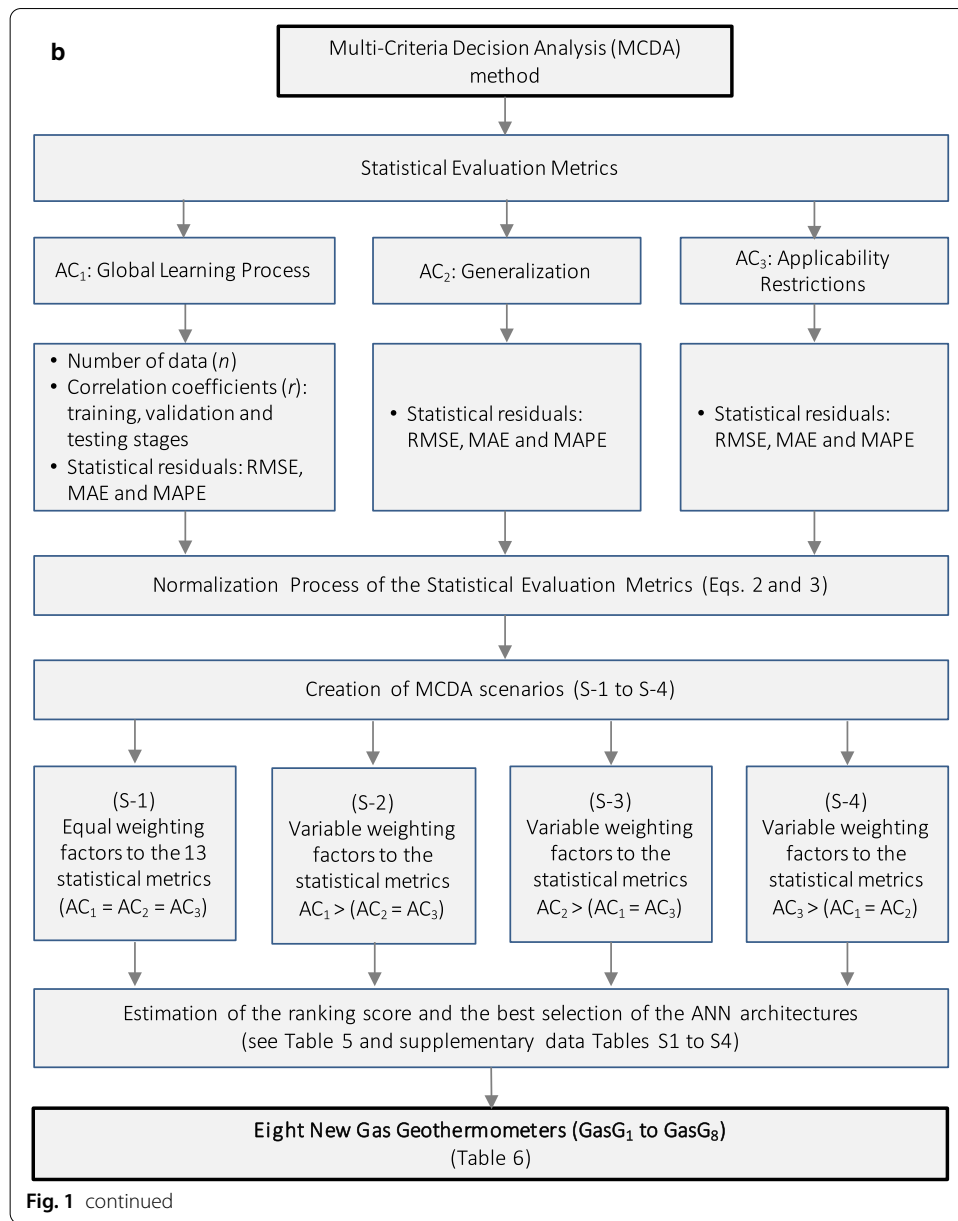 b
Multi-Criteria Decision Analysis (MCDA)
method
Statistical Evaluation Metrics
AC₁: Global Learning Process
AC₂: Generalization
AC₃: Applicability
Restrictions
• Number of data (n)
• Correlation coefficients (r):
training, validation and
testing stages
• Statistical residuals: RMSE,
MAE and MAPE
• Statistical residuals:
RMSE, MAE and MAPE
• Statistical residuals:
RMSE, MAE and MAPE
Normalization Process of the Statistical Evaluation Metrics (Eqs. 2 and 3)
Creation of MCDA scenarios (S-1 to S-4)
(S-1)
Equal weighting
factors to the 13
statistical metrics
(AC₁ = AC₂ = AC₃)
(S-2)
Variable weighting
factors to the
statistical metrics
AC₁ > (AC₂ = AC₃)
(S-3)
Variable weighting
factors to the
statistical metrics
AC₂ > (AC₁ = AC₃)
(S-4)
Variable weighting
factors to the
statistical metrics
AC₃ > (AC₁ = AC₂)
Estimation of the ranking score and the best selection of the ANN architectures
(see Table 5 and supplementary data Tables S1 to S4)
Eight New Gas Geothermometers (GasG₁ to GasG₈)
(Table 6)
Fig. 1 continued